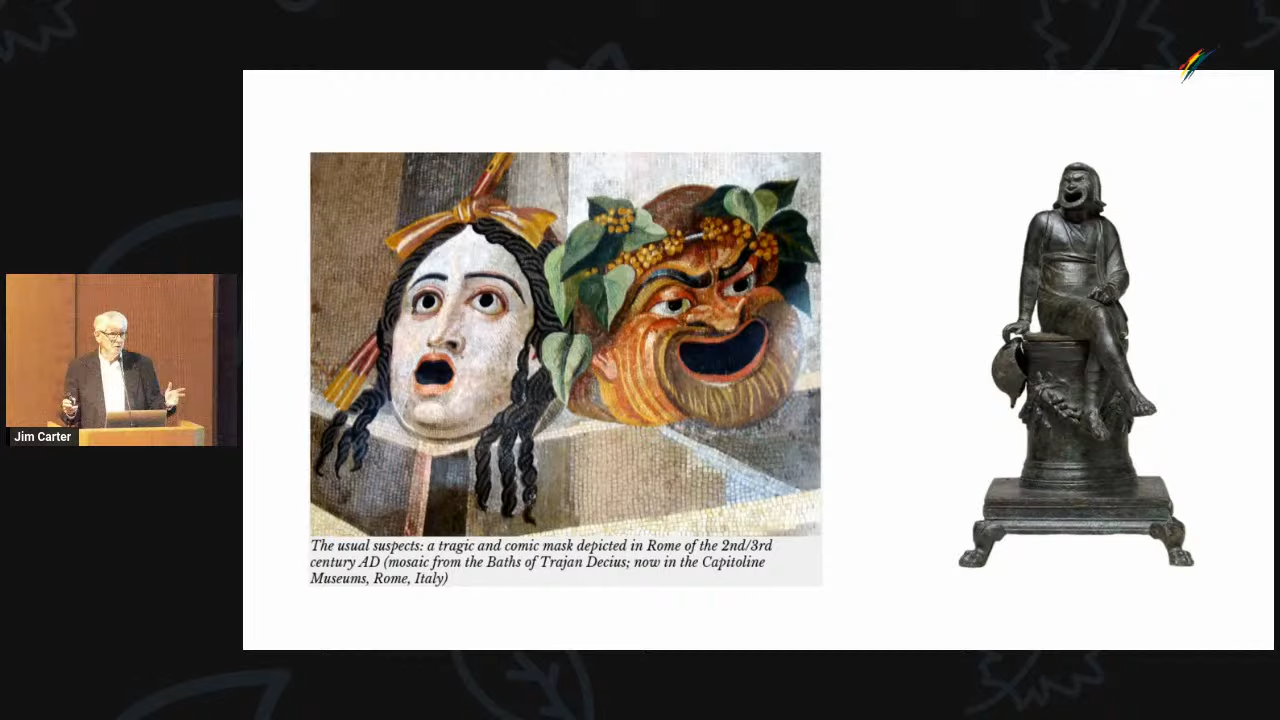 Jim Carter
The usual suspects: a tragic and comic mask depicted in Rome of the 2nd/3rd
century AD (mosaic from the Baths of Trajan Decius; now in the Capitoline
Museums, Rome, Italy)